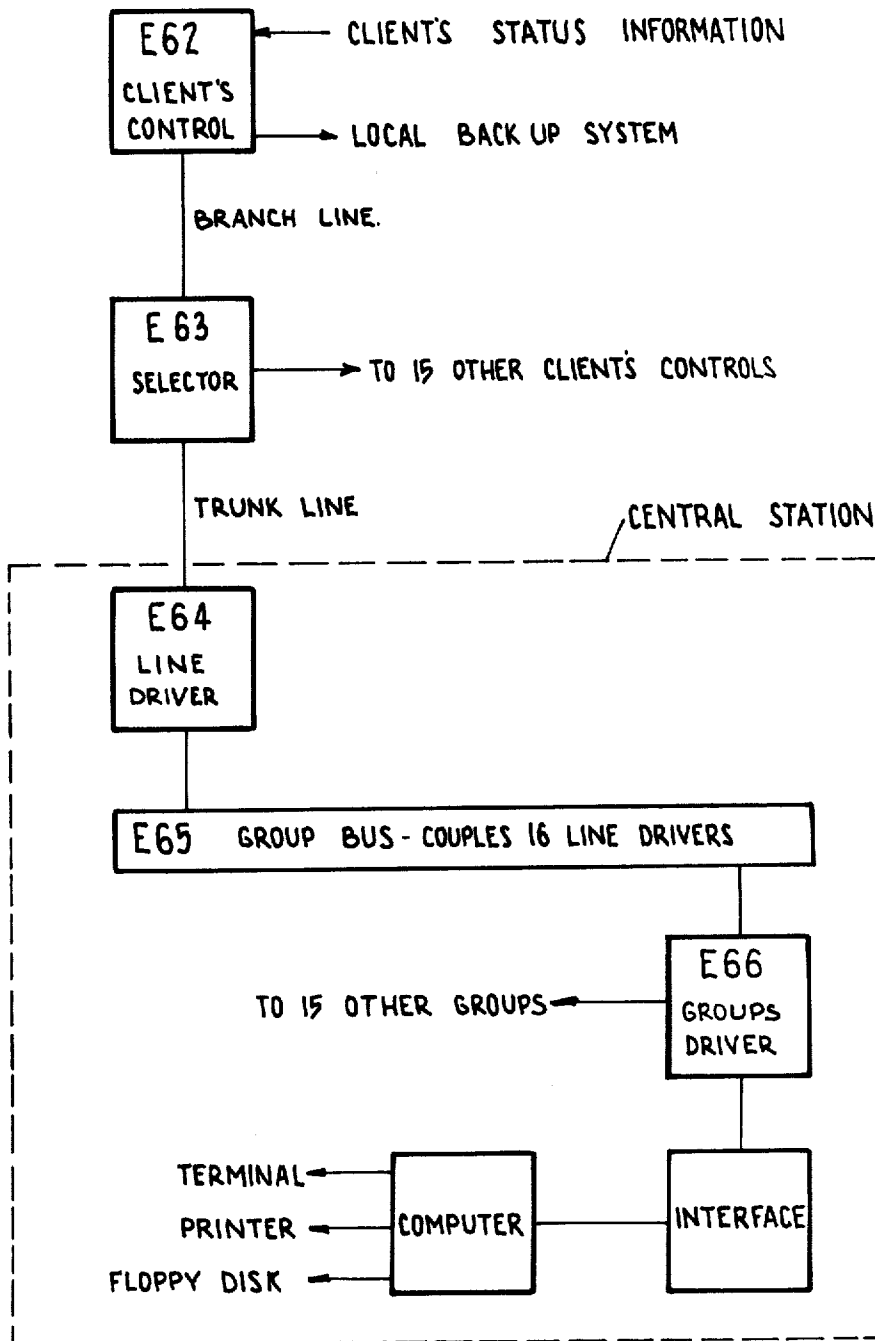 E62
CLIENT'S
CONTROL
CLIENT'S STATUS INFORMATION
LOCAL BACK UP SYSTEM
BRANCH LINE.
E 63
SELECTOR
TO 15 OTHER CLIENT'S CONTROLS
TRUNK LINE
CENTRAL STATION
E64
LINE
DRIVER
E65 GROUP BUS - COUPLES 16 LINE DRIVERS
E66
GROUPS
DRIVER
TO 15 OTHER GROUPS
TERMINAL
PRINTER
FLOPPY DISK
COMPUTER
INTERFACE